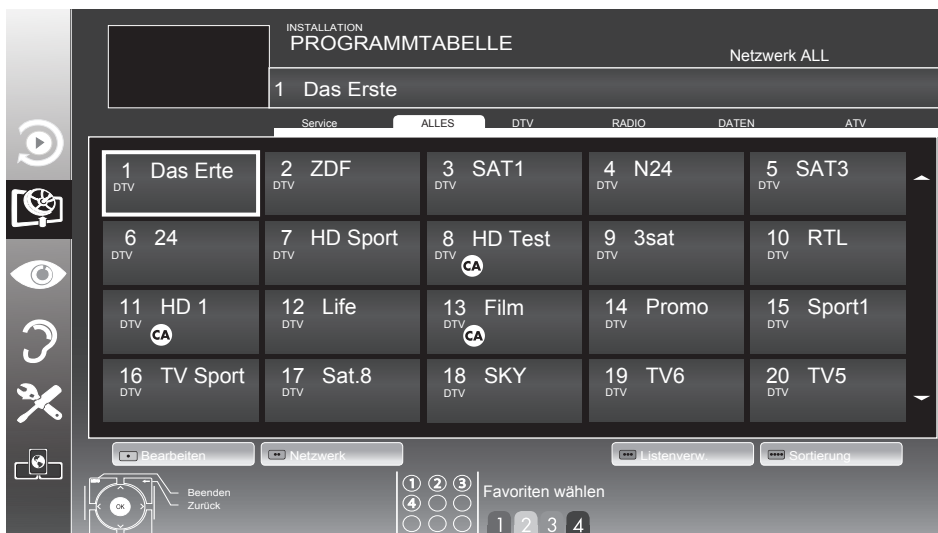 INSTALLATION
PROGRAMMTABELLE
Netzwerk ALL
1 Das Erste
Service ALLES DTV RADIO DATEN ATV
1 Das Erte 2 ZDF 3 SAT1 4 N24 5 SAT3
DTV DTV DTV DTV DTV
6 24 7 HD Sport 8 HD Test 9 3sat 10 RTL
DTV DTV DTV DTV DTV
CA
11 HD 1 12 Life 13 Film 14 Promo 15 Sport1
DTV DTV DTV DTV DTV
CA CA
16 TV Sport 17 Sat.8 18 SKY 19 TV6 20 TV5
DTV DTV DTV DTV DTV
Bearbeiten Netzwerk Listenverw. Sortierung
OK
Beenden
Zurück
1 2 3
4
Favoriten wählen
1 2 3 4